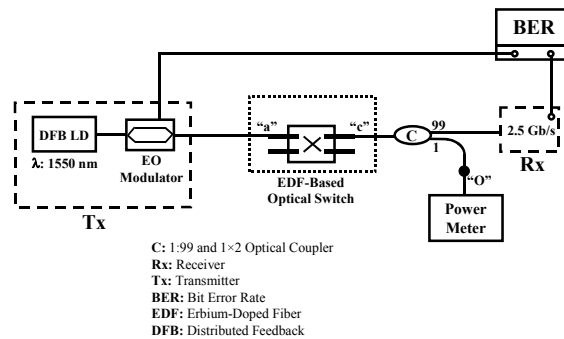 BER
DFB LD
λ: 1550 nm
EO
Modulator
Tx
“a”
“c”
EDF-Based
Optical Switch
C
99
1
2.5 Gb/s
Rx
“O”
Power
Meter
C: 1:99 and 1×2 Optical Coupler
Rx: Receiver
Tx: Transmitter
BER: Bit Error Rate
EDF: Erbium-Doped Fiber
DFB: Distributed Feedback